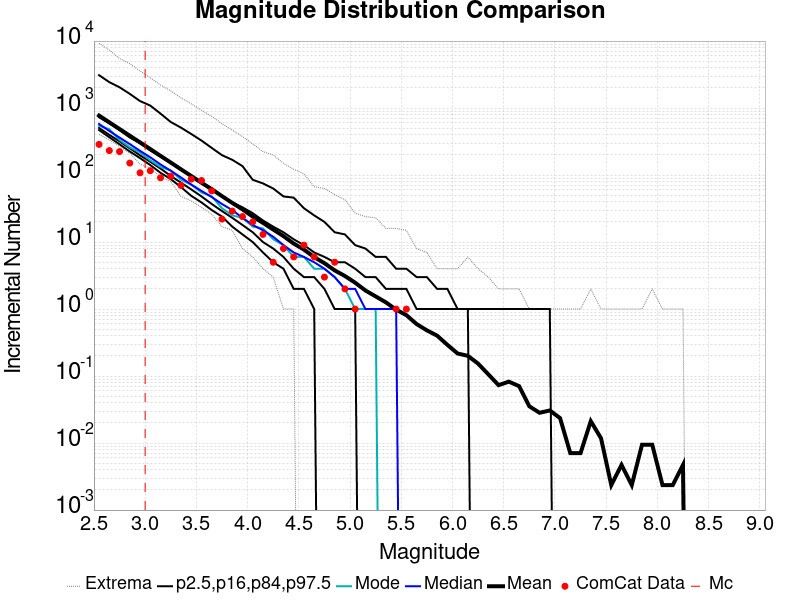 Magnitude Distribution Comparison
Incremental Number
10^4
10^3
10^2
10^1
10^0
10^-1
10^-2
10^-3
2.5 3.0 3.5 4.0 4.5 5.0 5.5 6.0 6.5 7.0 7.5 8.0 8.5 9.0
Magnitude
Extrema p2.5,p16,p84,p97.5 Mode Median Mean ComCat Data Mc